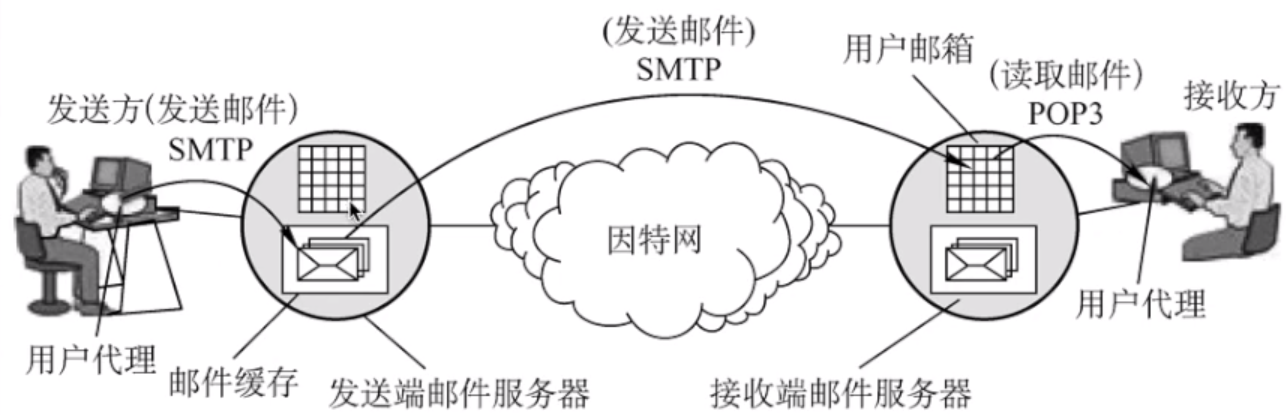 (发送邮件)
SMTP
用户邮箱
(读取邮件)
POP3
接收方
发送方(发送邮件)
SMTP
因特网
用户代理
邮件缓存
发送端邮件服务器
接收端邮件服务器
用户代理